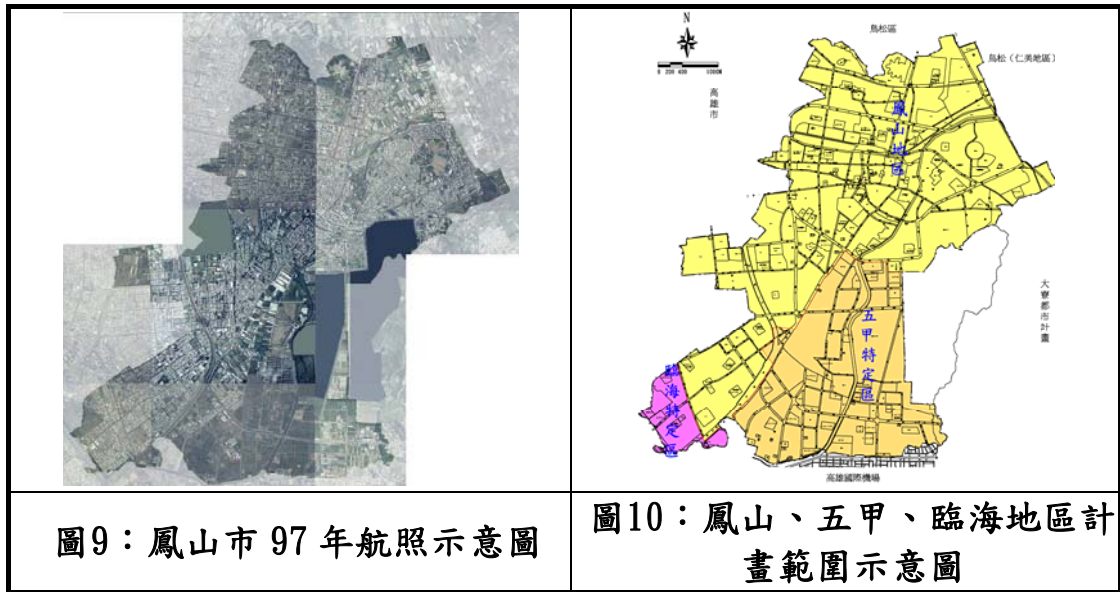 N
0 200 400 1000M
鳥松區
鳥松(仁美地區)
高雄市
鳳山地區
大寮都市計畫
五甲特定區
臨海特定區
高雄國際機場
圖9：鳳山市 97 年航照示意圖
圖10：鳳山、五甲、臨海地區計
畫範圍示意圖